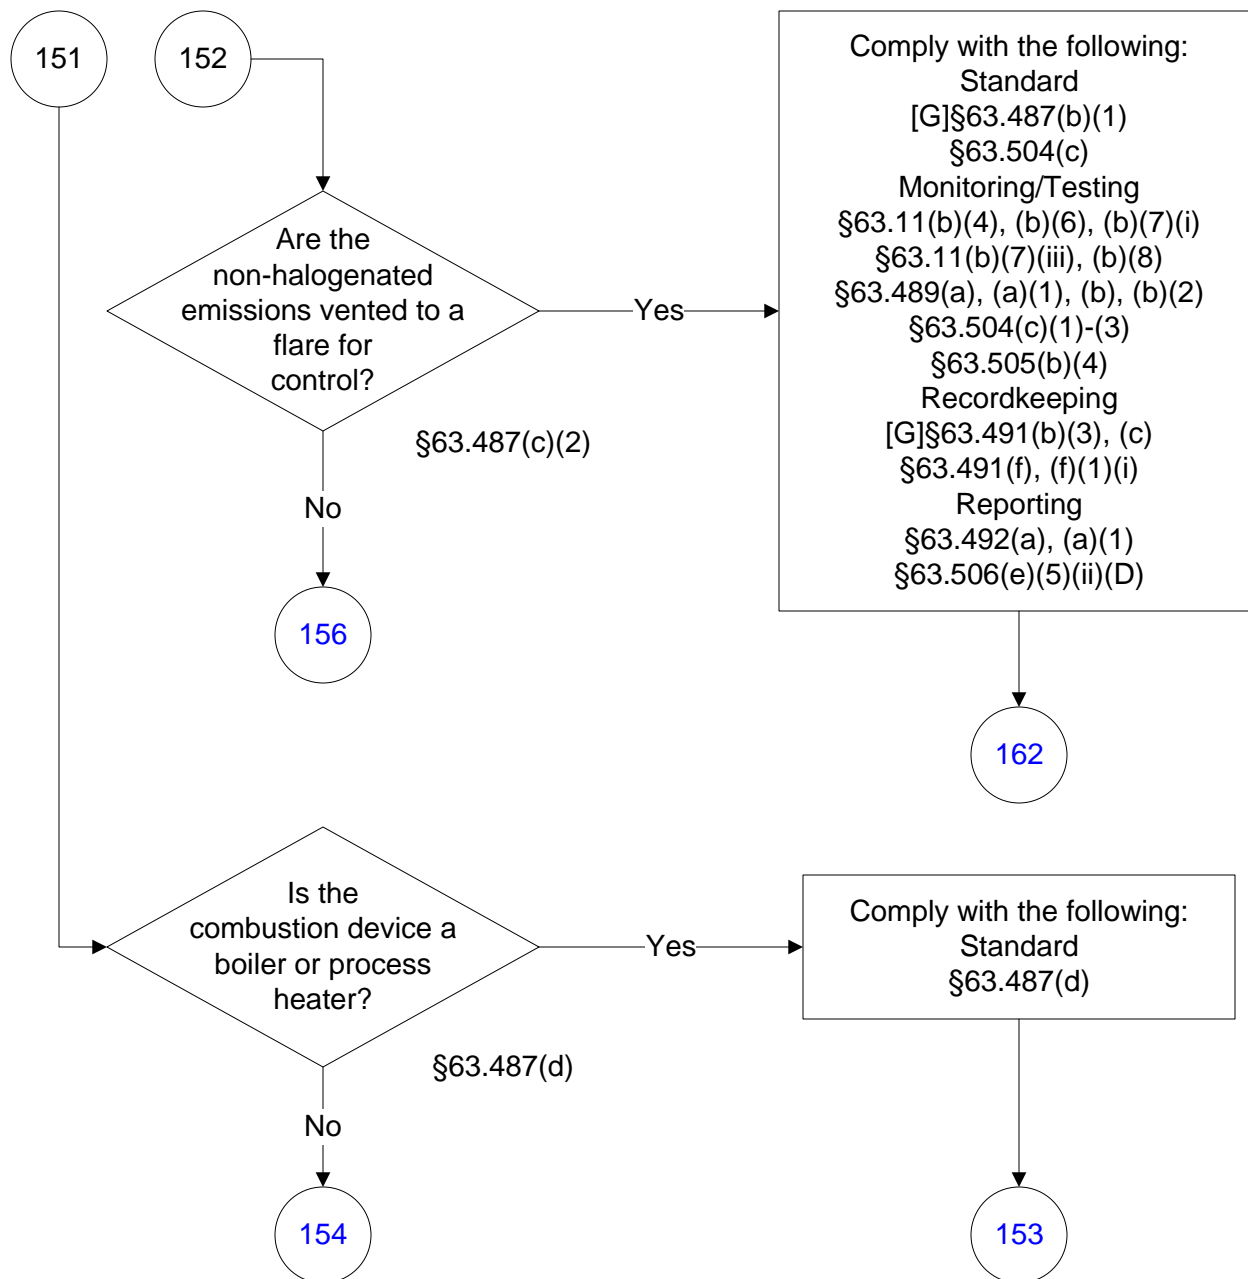 151
152
Are the
non-halogenated
emissions vented to a
flare for
control?
§63.487(c)(2)
Yes
No
156
Comply with the following:
Standard
[G]§63.487(b)(1)
§63.504(c)
Monitoring/Testing
§63.11(b)(4), (b)(6), (b)(7)(i)
§63.11(b)(7)(iii), (b)(8)
§63.489(a), (a)(1), (b), (b)(2)
§63.504(c)(1)-(3)
§63.505(b)(4)
Recordkeeping
[G]§63.491(b)(3), (c)
§63.491(f), (f)(1)(i)
Reporting
§63.492(a), (a)(1)
§63.506(e)(5)(ii)(D)
162
Is the
combustion device a
boiler or process
heater?
§63.487(d)
Yes
No
154
Comply with the following:
Standard
§63.487(d)
153